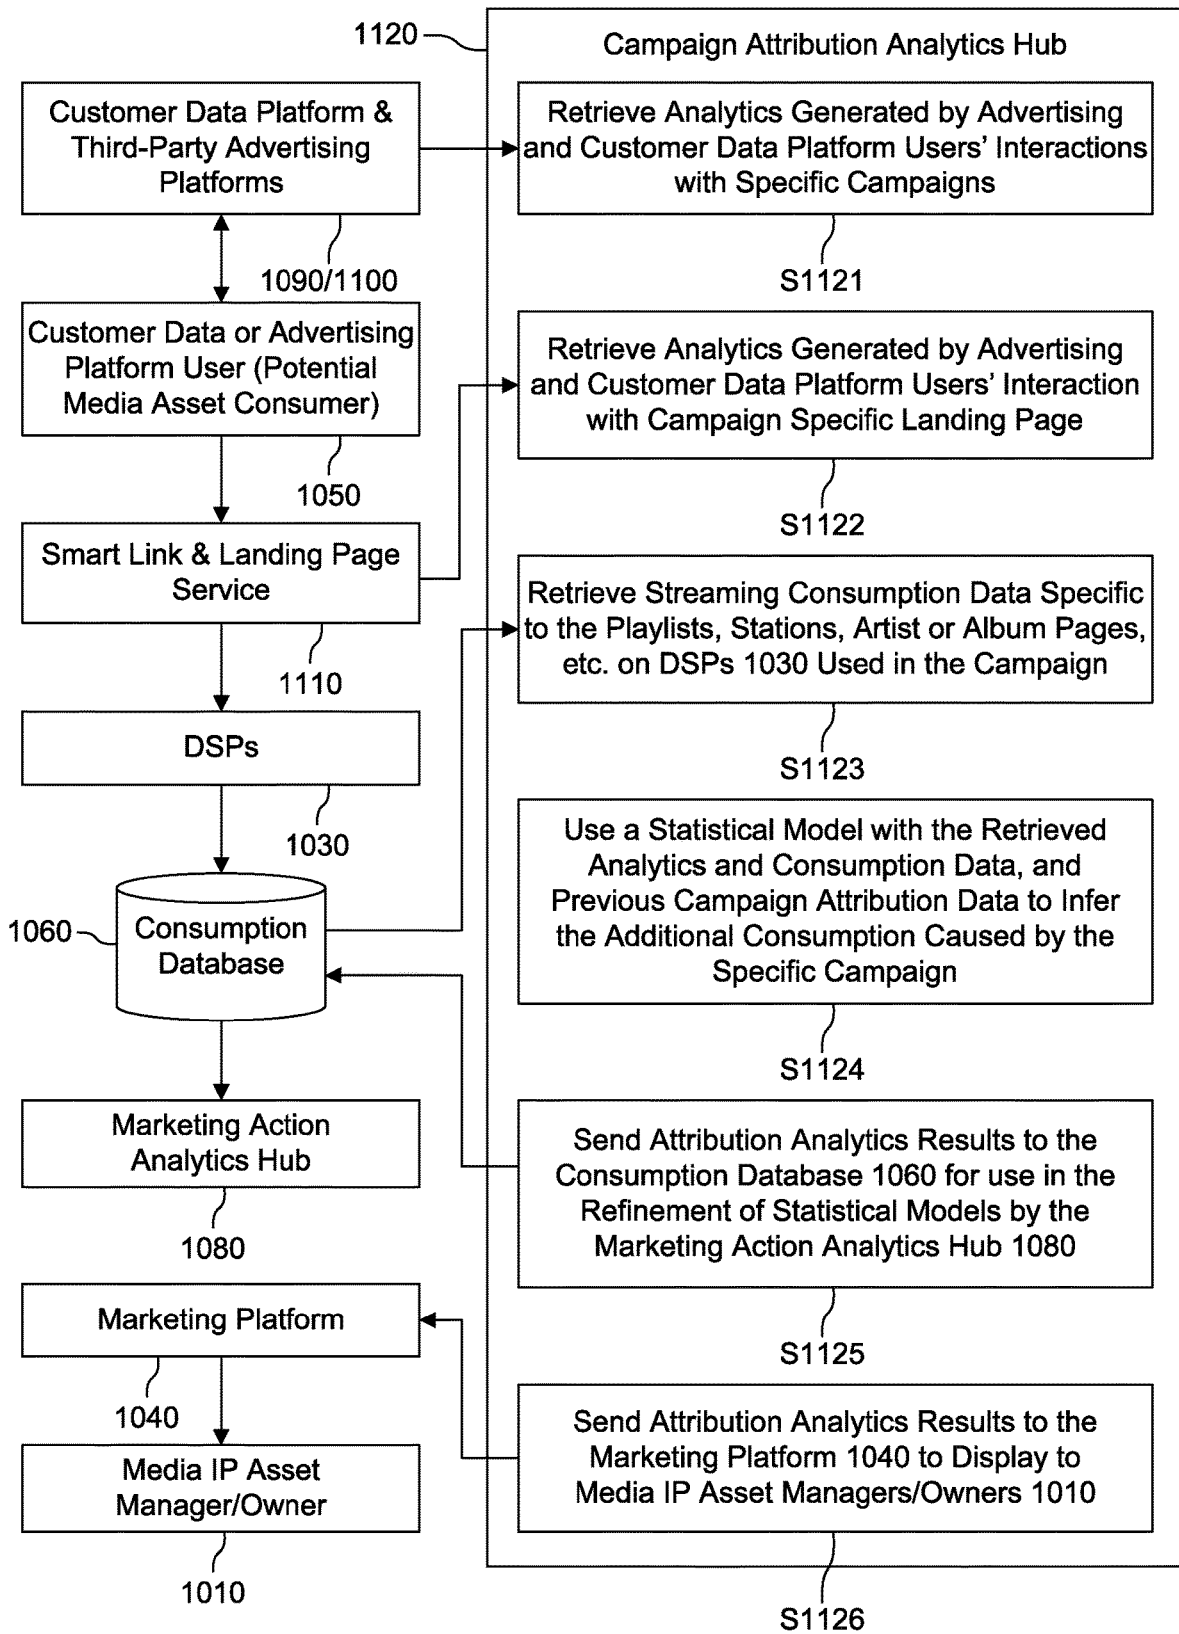 1120
Campaign Attribution Analytics Hub
Customer Data Platform &
Third-Party Advertising
Platforms
1090/1100
Customer Data or Advertising
Platform User (Potential
Media Asset Consumer)
1050
Smart Link & Landing Page
Service
1110
DSPs
1030
1060
Consumption
Database
Marketing Action
Analytics Hub
1080
Marketing Platform
1040
Media IP Asset
Manager/Owner
1010
Retrieve Analytics Generated by Advertising
and Customer Data Platform Users' Interactions
with Specific Campaigns
S1121
Retrieve Analytics Generated by Advertising
and Customer Data Platform Users' Interaction
with Campaign Specific Landing Page
S1122
Retrieve Streaming Consumption Data Specific
to the Playlists, Stations, Artist or Album Pages,
etc. on DSPs 1030 Used in the Campaign
S1123
Use a Statistical Model with the Retrieved
Analytics and Consumption Data, and
Previous Campaign Attribution Data to Infer
the Additional Consumption Caused by the
Specific Campaign
S1124
Send Attribution Analytics Results to the
Consumption Database 1060 for use in the
Refinement of Statistical Models by the
Marketing Action Analytics Hub 1080
S1125
Send Attribution Analytics Results to the
Marketing Platform 1040 to Display to
Media IP Asset Managers/Owners 1010
S1126